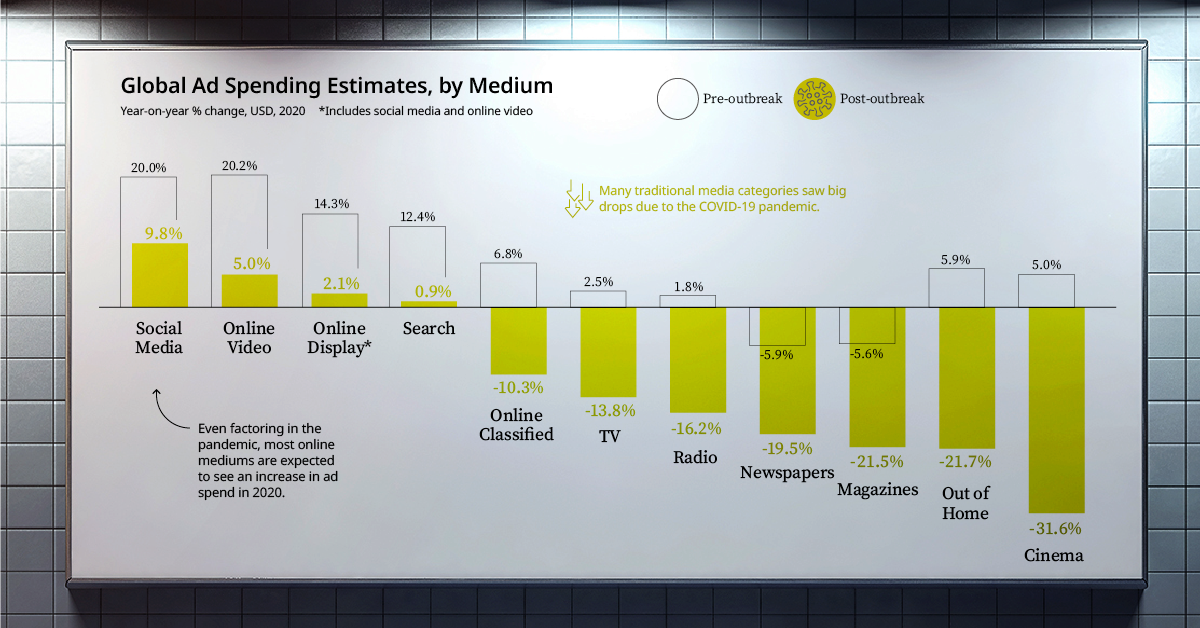 Global Ad Spending Estimates, by Medium
Year-on-year % change, USD, 2020 *Includes social media and online video
Pre-outbreak
Post-outbreak
Many traditional media categories saw big
drops due to the COVID-19 pandemic.
20.0%
9.8%
Social
Media
20.2%
5.0%
Online
Video
14.3%
2.1%
Online
Display*
12.4%
0.9%
Search
6.8%
-10.3%
Online
Classified
2.5%
-13.8%
TV
1.8%
-16.2%
Radio
-5.9%
-19.5%
Newspapers
-5.6%
-21.5%
Magazines
5.9%
-21.7%
Out of
Home
5.0%
-31.6%
Cinema
Even factoring in the
pandemic, most online
mediums are expected
to see an increase in ad
spend in 2020.